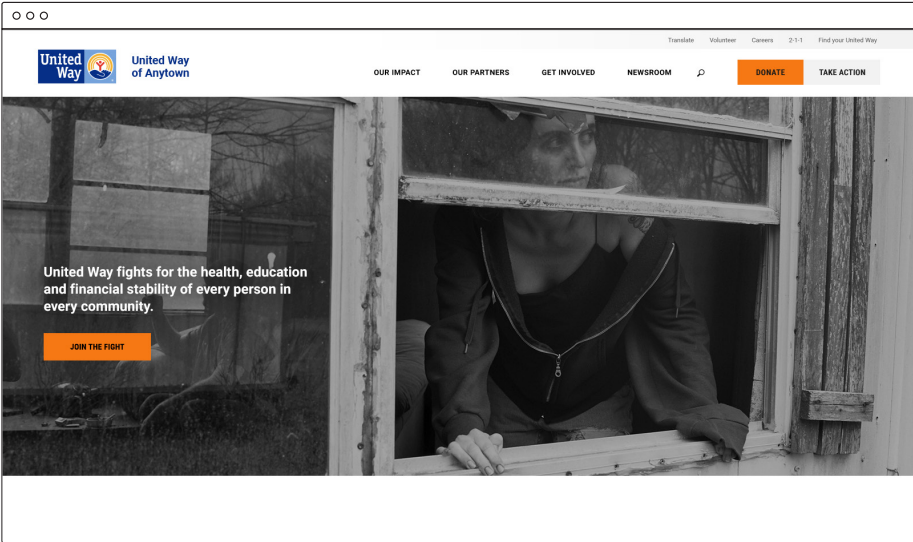 Translate Volunteer Careers 2-1-1 Find your United Way
United
Way
United Way
of Anytown
OUR IMPACT OUR PARTNERS GET INVOLVED NEWSROOM DONATE TAKE ACTION
United Way fights for the health, education
and financial stability of every person in
every community.
JOIN THE FIGHT